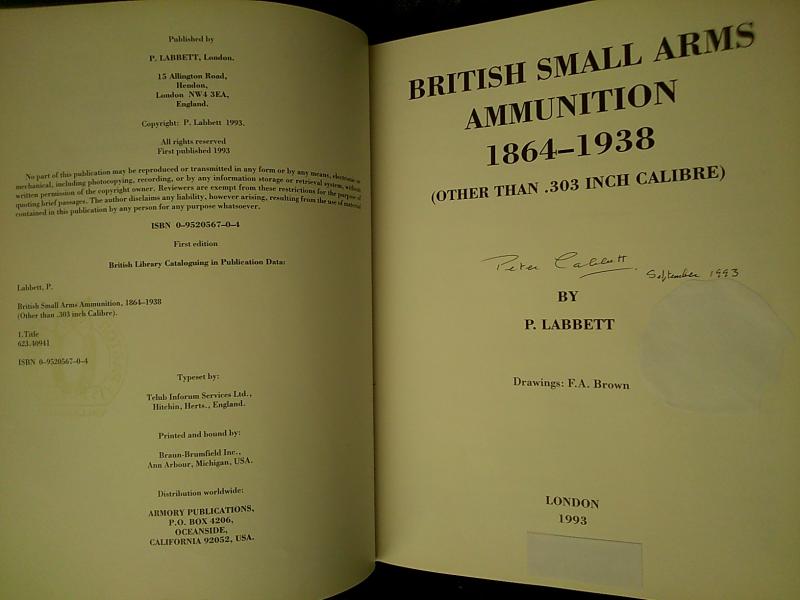 Published by
P. LABBETT, London.
15 Allington Road,
Hendon,
London NW4 3EA,
England.
Copyright: P. Labbett 1993.
All rights reserved
First published 1993
No part of this publication may be reproduced or transmitted in any form or by any means, electronic or
mechanical, including photocopying, recording, or by any information storage or retrieval system, without
written permission of the copyright owner. Reviewers are exempt from these restrictions for the purpose of
quoting brief passages. The author disclaims any liability, however arising, resulting from the use of material
contained in this publication by any person for any purpose whatsoever.
ISBN 0-9520567-0-4
First edition
British Library Cataloguing in Publication Data:
Labbett, P.
British Small Arms Ammunition, 1864–1938
(Other than .303 inch Calibre).
1.Title
623.40941
ISBN 0-9520567-0-4
Typeset by:
Telub Inforum Services Ltd.,
Hitchin, Herts., England.
Printed and bound by:
Braun-Brumfield Inc.,
Ann Arbour, Michigan, USA.
Distribution worldwide:
ARMORY PUBLICATIONS,
P.O. BOX 4206,
OCEANSIDE,
CALIFORNIA 92052, USA.
BRITISH SMALL ARMS
AMMUNITION
1864–1938
(OTHER THAN .303 INCH CALIBRE)
Peter Labbett
September 1993
BY
P. LABBETT
Drawings: F.A. Brown
LONDON
1993